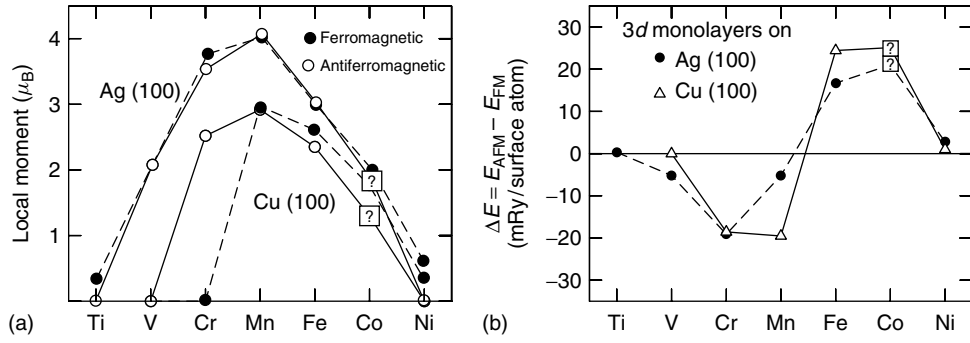 4
3
2
1
Local moment (μB)
Ag (100)
Cu (100)
Ferromagnetic
Antiferromagnetic
?
?
Ti V Cr Mn Fe Co Ni
(a)
30
20
10
0
−10
−20
−30
ΔE = EAFM − EFM
(mRy/surface atom)
3d monolayers on
Ag (100)
Cu (100)
?
?
Ti V Cr Mn Fe Co Ni
(b)